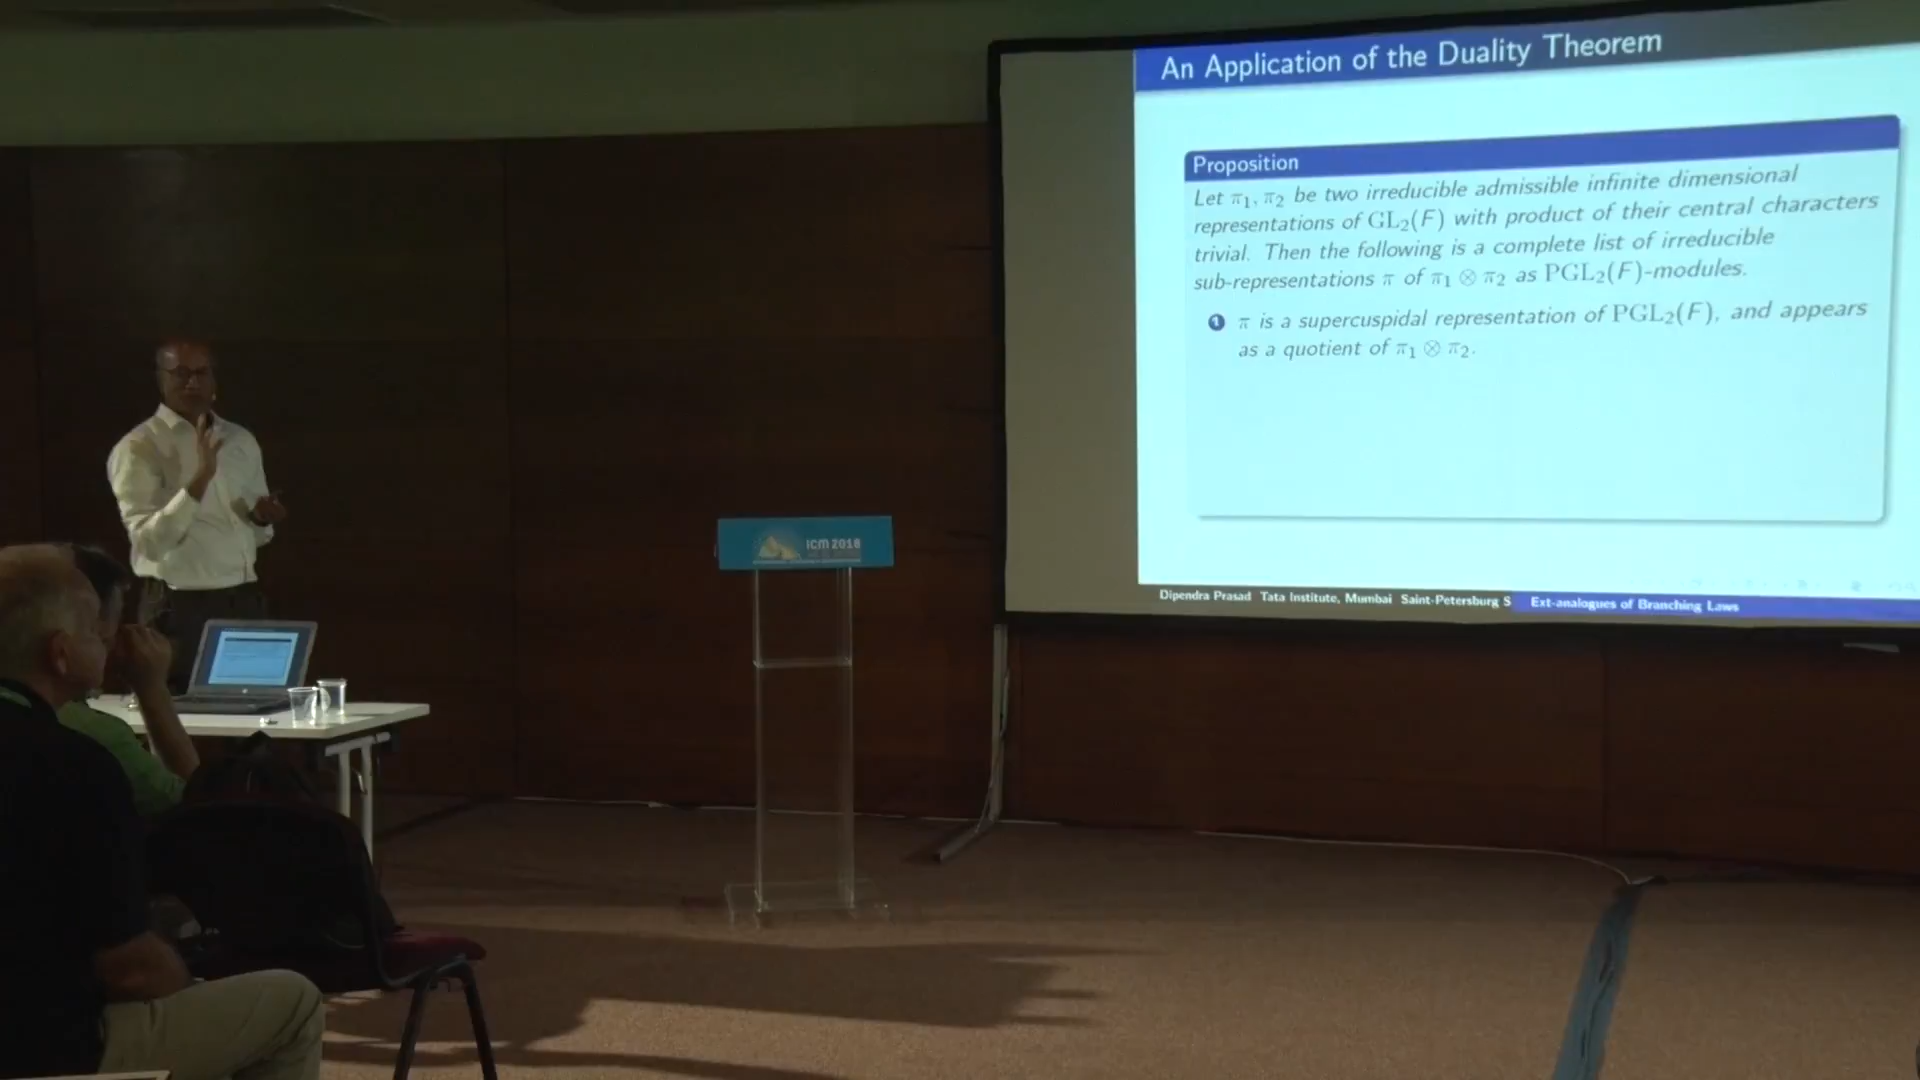 An Application of the Duality Theorem
Proposition
Let π₁, π₂ be two irreducible admissible infinite dimensional
representations of GL₂(F) with product of their central characters
trivial. Then the following is a complete list of irreducible
sub-representations π of π₁ ⊗ π₂ as PGL₂(F)-modules.
1 π is a supercuspidal representation of PGL₂(F), and appears
as a quotient of π₁ ⊗ π₂.
Dipendra Prasad Tata Institute, Mumbai Saint-Petersburg S Ext-analogues of Branching Laws
ICM 2018